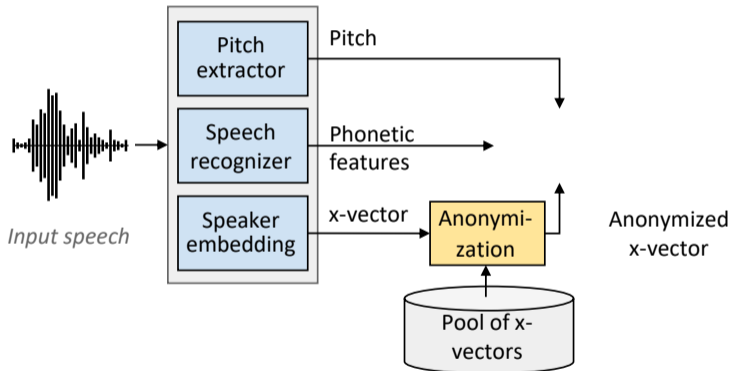 Pitch
extractor
Pitch
Speech
recognizer
Phonetic
features
Input speech
Speaker
embedding
x-vector
Anonymi-
zation
Anonymized
x-vector
Pool of x-
vectors